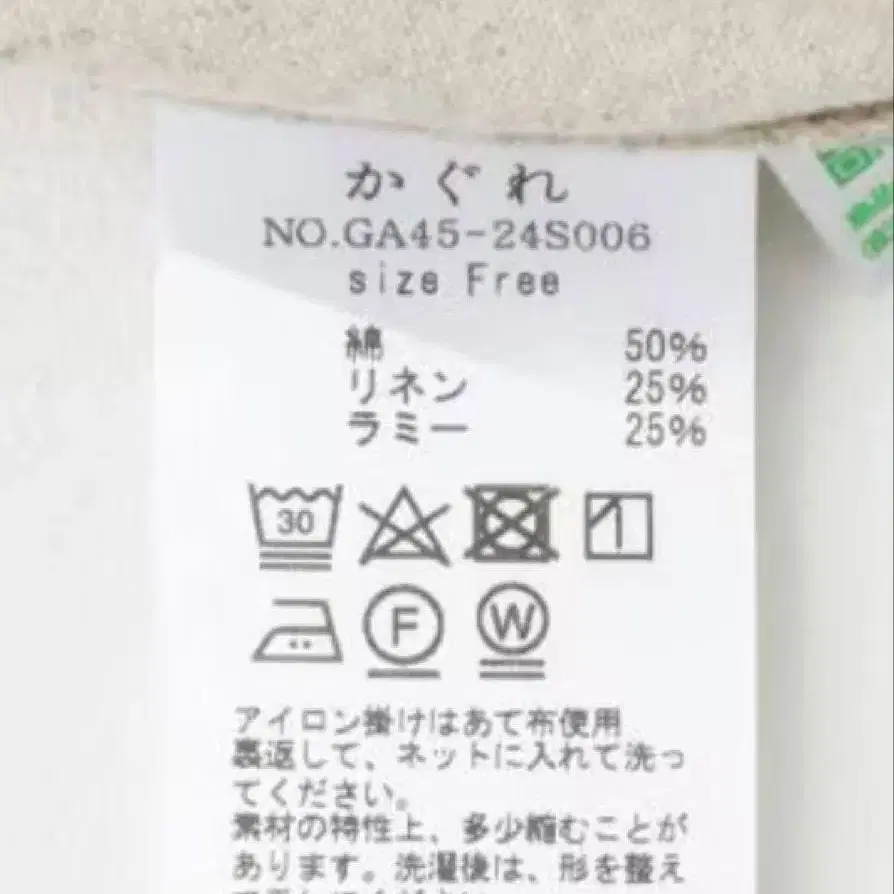 かぐれ
NO.GA45-24S006
size Free
綿 50%
リネン 25%
ラミー 25%
30
F W
アイロン掛けはあて布使用
裏返して、ネットに入れて洗っ
てください。
素材の特性上、多少縮むことが
あります。洗濯後は、形を整え